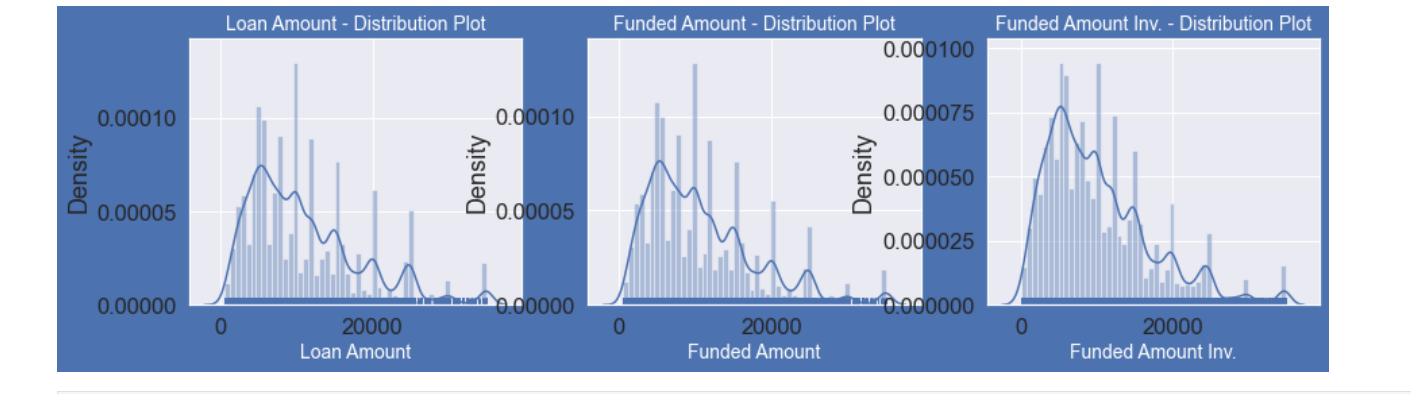 Loan Amount - Distribution Plot
Funded Amount - Distribution Plot
Funded Amount Inv. - Distribution Plot
Density
0.00010
0.00005
0.00000
0
20000
Loan Amount
Density
0.00010
0.00005
0.00000
0
20000
Funded Amount
Density
0.000100
0.000075
0.000050
0.000025
0.000000
0
20000
Funded Amount Inv.